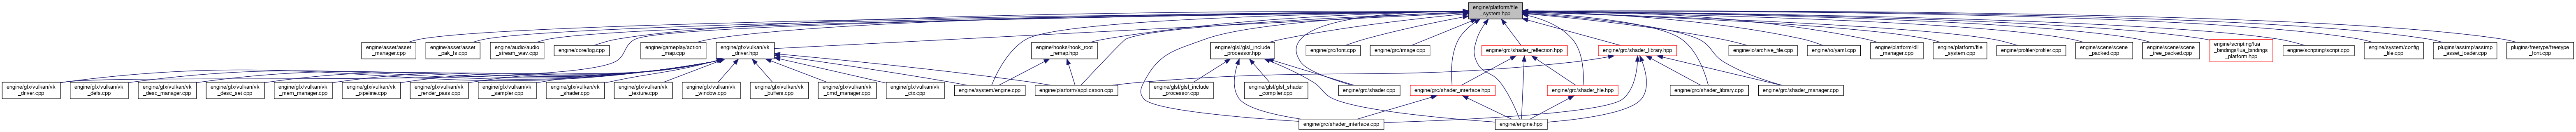 engine/platform/file
_system.hpp
engine/asset/asset
_manager.cpp
engine/asset/asset
_pak_fs.cpp
engine/audio/audio
_stream_wav.cpp
engine/core/log.cpp
engine/gameplay/action
_map.cpp
engine/gfx/vulkan/vk
_driver.hpp
engine/hooks/hook_root
_remap.hpp
engine/glsl/glsl_include
_processor.hpp
engine/grc/font.cpp
engine/grc/image.cpp
engine/grc/shader_reflection.hpp
engine/grc/shader_library.hpp
engine/io/archive_file.cpp
engine/io/yaml.cpp
engine/platform/dll
_manager.cpp
engine/platform/file
_system.cpp
engine/profiler/profiler.cpp
engine/scene/scene
_packed.cpp
engine/scene/scene
_tree_packed.cpp
engine/scripting/lua
_bindings/lua_bindings
_platform.hpp
engine/scripting/script.cpp
engine/system/config
_file.cpp
plugins/assimp/assimp
_asset_loader.cpp
plugins/freetype/freetype
_font.cpp
engine/gfx/vulkan/vk
_driver.cpp
engine/gfx/vulkan/vk
_defs.cpp
engine/gfx/vulkan/vk
_desc_manager.cpp
engine/gfx/vulkan/vk
_desc_set.cpp
engine/gfx/vulkan/vk
_mem_manager.cpp
engine/gfx/vulkan/vk
_pipeline.cpp
engine/gfx/vulkan/vk
_render_pass.cpp
engine/gfx/vulkan/vk
_sampler.cpp
engine/gfx/vulkan/vk
_shader.cpp
engine/gfx/vulkan/vk
_texture.cpp
engine/gfx/vulkan/vk
_window.cpp
engine/gfx/vulkan/vk
_buffers.cpp
engine/gfx/vulkan/vk
_cmd_manager.cpp
engine/gfx/vulkan/vk
_ctx.cpp
engine/system/engine.cpp
engine/platform/application.cpp
engine/glsl/glsl_include
_processor.cpp
engine/glsl/glsl_shader
_compiler.cpp
engine/grc/shader.cpp
engine/grc/shader_interface.hpp
engine/grc/shader_file.hpp
engine/grc/shader_library.cpp
engine/grc/shader_manager.cpp
engine/grc/shader_interface.cpp
engine/engine.hpp